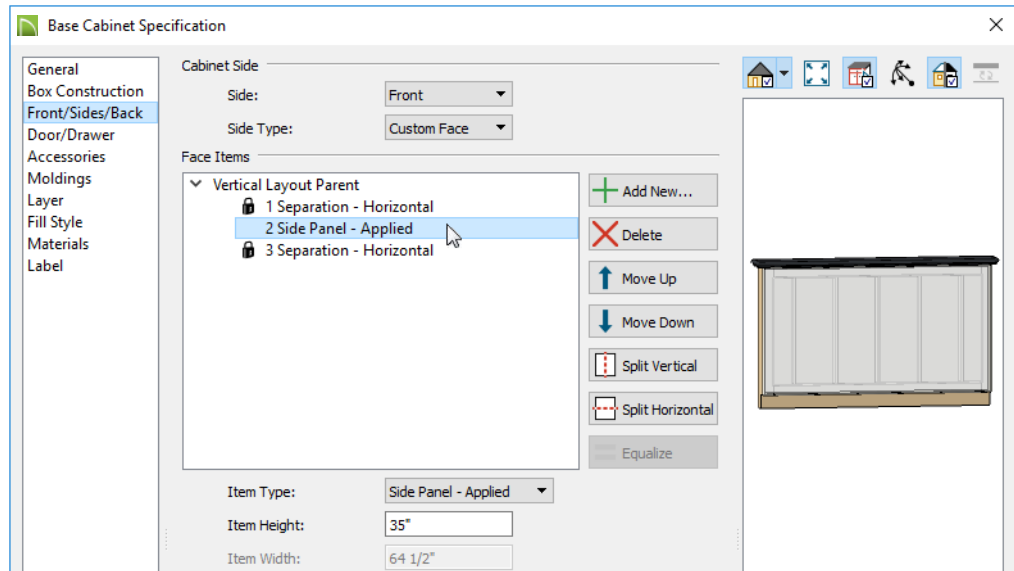 Base Cabinet Specification
General
Box Construction
Front/Sides/Back
Door/Drawer
Accessories
Moldings
Layer
Fill Style
Materials
Label
Cabinet Side
Side: Front
Side Type: Custom Face
Face Items
Vertical Layout Parent
1 Separation - Horizontal
2 Side Panel - Applied
3 Separation - Horizontal
Add New...
Delete
Move Up
Move Down
Split Vertical
Split Horizontal
Equalize
Item Type: Side Panel - Applied
Item Height: 35"
Item Width: 64 1/2"